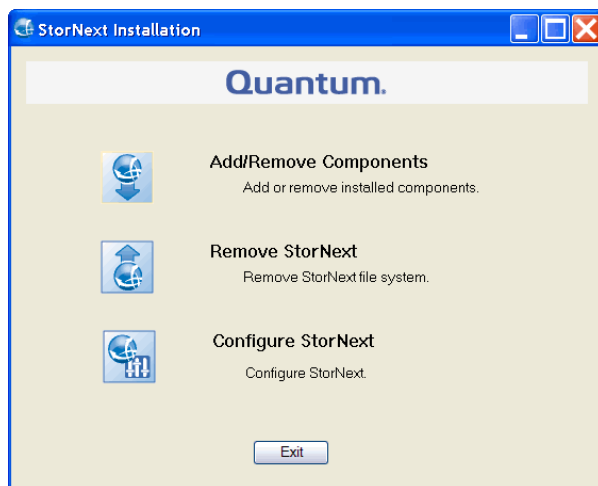 StorNext Installation
Quantum.
Add/Remove Components
Add or remove installed components.
Remove StorNext
Remove StorNext file system.
Configure StorNext
Configure StorNext.
Exit